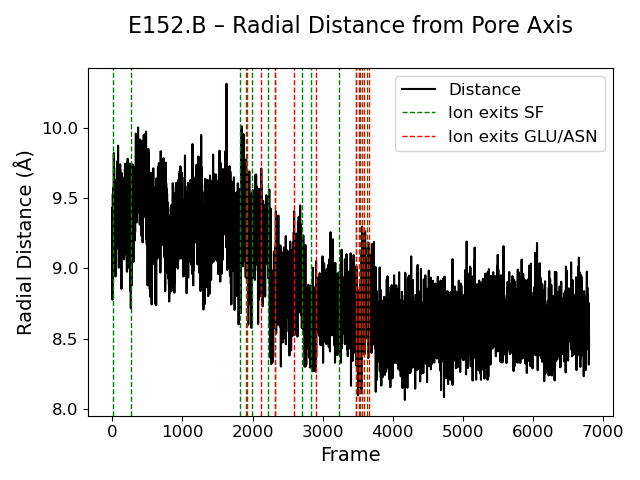 E152.B – Radial Distance from Pore Axis
Distance
Ion exits SF
Ion exits GLU/ASN
Radial Distance (Å)
10.0
9.5
9.0
8.5
8.0
0 1000 2000 3000 4000 5000 6000 7000
Frame